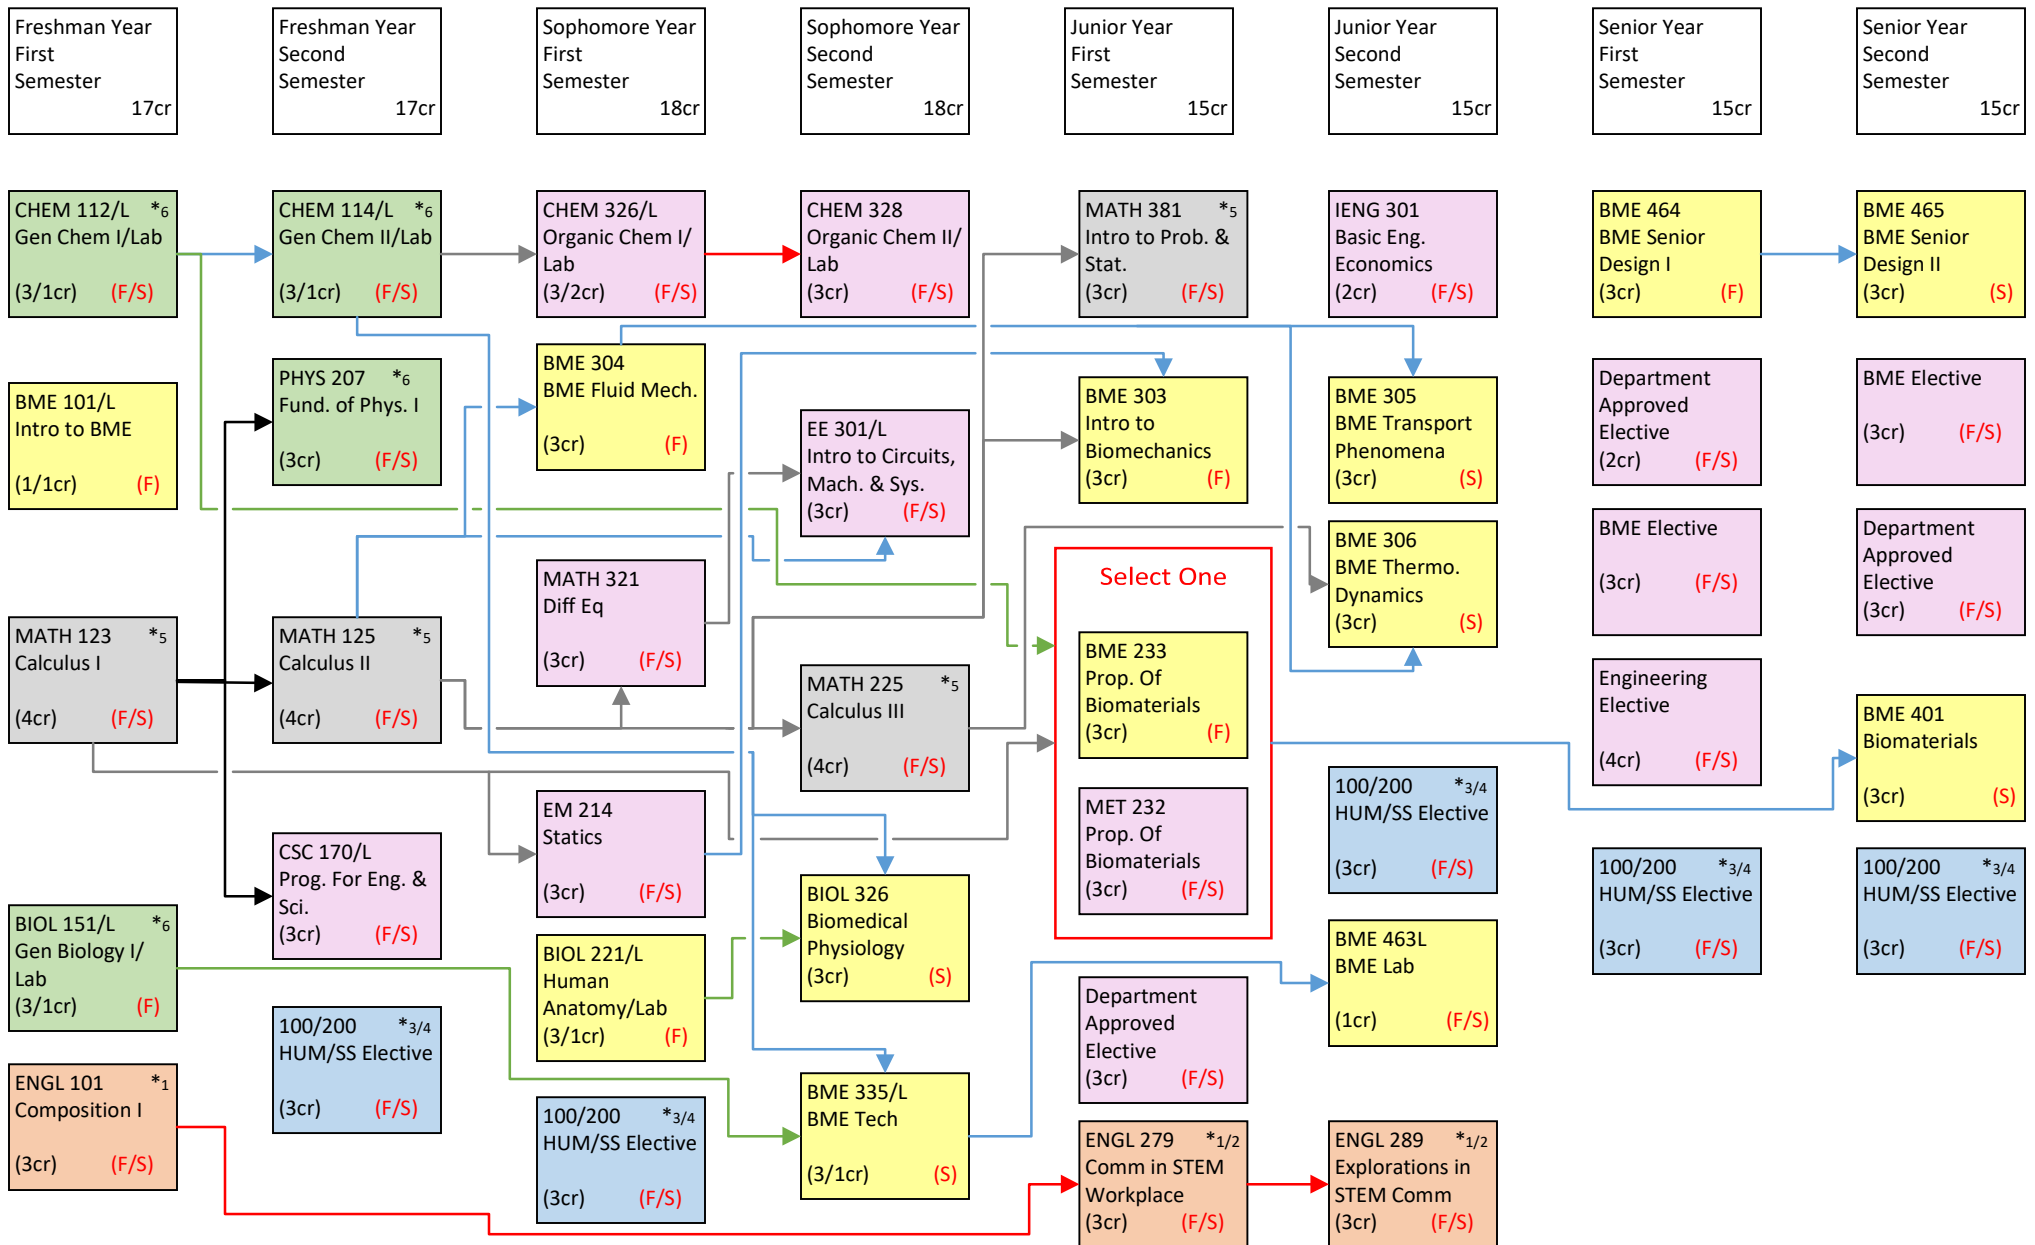 Freshman Year
First
Semester
17cr
Freshman Year
Second
Semester
17cr
Sophomore Year
First
Semester
18cr
Sophomore Year
Second
Semester
18cr
Junior Year
First
Semester
15cr
Junior Year
Second
Semester
15cr
Senior Year
First
Semester
15cr
Senior Year
Second
Semester
15cr
CHEM 112/L *6
Gen Chem I/Lab
(3/1cr) (F/S)
BME 101/L
Intro to BME
(1/1cr) (F)
MATH 123 *5
Calculus I
(4cr) (F/S)
BIOL 151/L *6
Gen Biology I/
Lab
(3/1cr) (F)
ENGL 101 *1
Composition I
(3cr) (F/S)
CHEM 114/L *6
Gen Chem II/Lab
(3/1cr) (F/S)
PHYS 207 *6
Fund. of Phys. I
(3cr) (F/S)
MATH 125 *5
Calculus II
(4cr) (F/S)
CSC 170/L
Prog. For Eng. &
Sci.
(3cr) (F/S)
100/200 *3/4
HUM/SS Elective
(3cr) (F/S)
CHEM 326/L
Organic Chem I/
Lab
(3/2cr) (F/S)
BME 304
BME Fluid Mech.
(3cr) (F)
MATH 321
Diff Eq
(3cr) (F/S)
EM 214
Statics
(3cr) (F/S)
BIOL 221/L
Human
Anatomy/Lab
(3/1cr) (F)
100/200 *3/4
HUM/SS Elective
(3cr) (F/S)
CHEM 328
Organic Chem II/
Lab
(3cr) (F/S)
EE 301/L
Intro to Circuits,
Mach. & Sys.
(3cr) (F/S)
MATH 225 *5
Calculus III
(4cr) (F/S)
BIOL 326
Biomedical
Physiology
(3cr) (S)
BME 335/L
BME Tech
(3/1cr) (S)
MATH 381 *5
Intro to Prob. &
Stat.
(3cr) (F/S)
BME 303
Intro to
Biomechanics
(3cr) (F)
Select One
BME 233
Prop. Of
Biomaterials
(3cr) (F)
MET 232
Prop. Of
Biomaterials
(3cr) (F/S)
Department
Approved
Elective
(3cr) (F/S)
ENGL 279 *1/2
Comm in STEM
Workplace
(3cr) (F/S)
IENG 301
Basic Eng.
Economics
(2cr) (F/S)
BME 305
BME Transport
Phenomena
(3cr) (S)
BME 306
BME Thermo.
Dynamics
(3cr) (S)
100/200 *3/4
HUM/SS Elective
(3cr) (F/S)
BME 463L
BME Lab
(1cr) (F/S)
ENGL 289 *1/2
Explorations in
STEM Comm
(3cr) (F/S)
BME 464
BME Senior
Design I
(3cr) (F)
Department
Approved
Elective
(2cr) (F/S)
BME Elective
(3cr) (F/S)
Engineering
Elective
(4cr) (F/S)
100/200 *3/4
HUM/SS Elective
(3cr) (F/S)
BME 465
BME Senior
Design II
(3cr) (S)
BME Elective
(3cr) (F/S)
Department
Approved
Elective
(3cr) (F/S)
BME 401
Biomaterials
(3cr) (S)
100/200 *3/4
HUM/SS Elective
(3cr) (F/S)